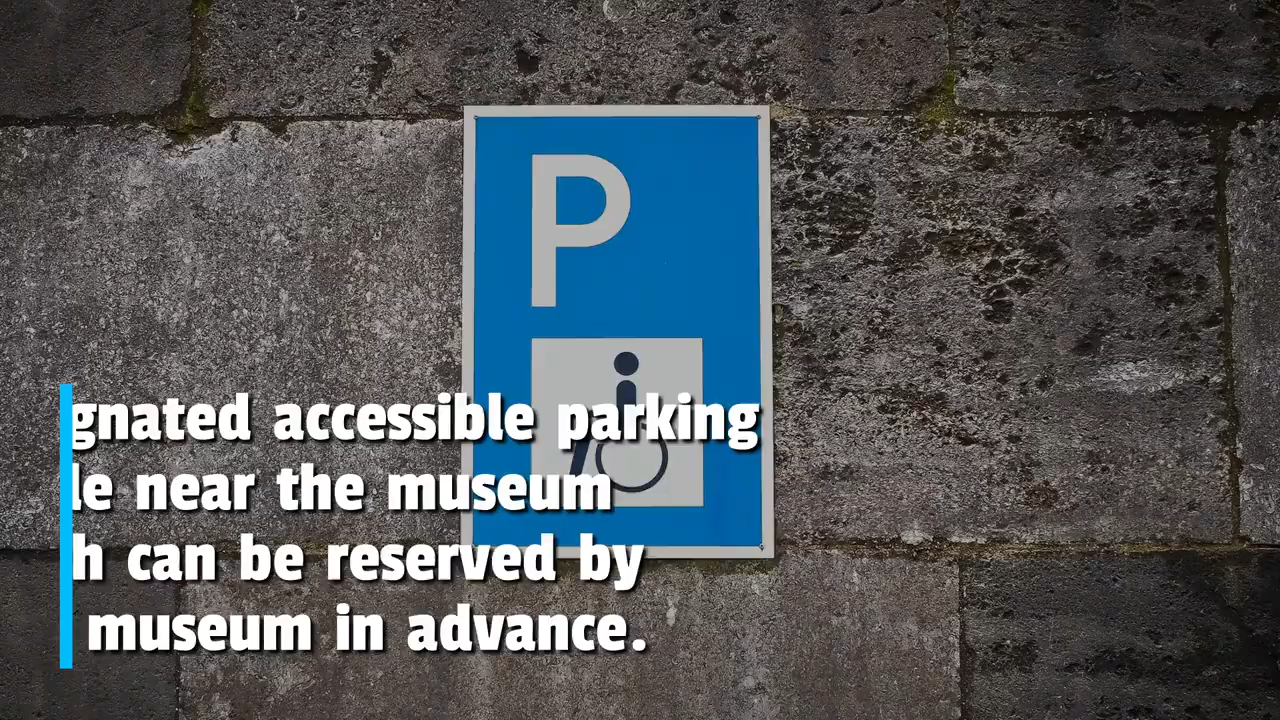 P
gnated accessible parking
le near the museum
h can be reserved by
museum in advance.